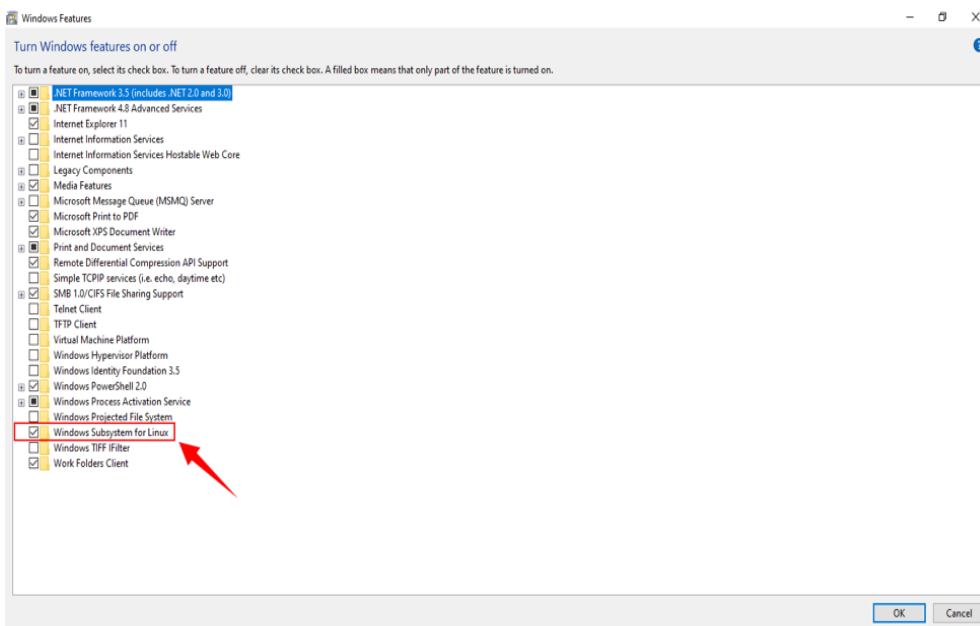 Windows Features
Turn Windows features on or off
To turn a feature on, select its check box. To turn a feature off, clear its check box. A filled box means that only part of the feature is turned on.
.NET Framework 3.5 (includes .NET 2.0 and 3.0)
.NET Framework 4.8 Advanced Services
Internet Explorer 11
Internet Information Services
Internet Information Services Hostable Web Core
Legacy Components
Media Features
Microsoft Message Queue (MSMQ) Server
Microsoft Print to PDF
Microsoft XPS Document Writer
Print and Document Services
Remote Differential Compression API Support
Simple TCPIP services (i.e. echo, daytime etc)
SMB 1.0/CIFS File Sharing Support
Telnet Client
TFTP Client
Virtual Machine Platform
Windows Hypervisor Platform
Windows Identity Foundation 3.5
Windows PowerShell 2.0
Windows Process Activation Service
Windows Projected File System
Windows Subsystem for Linux
Windows TIFF IFilter
Work Folders Client
OK Cancel